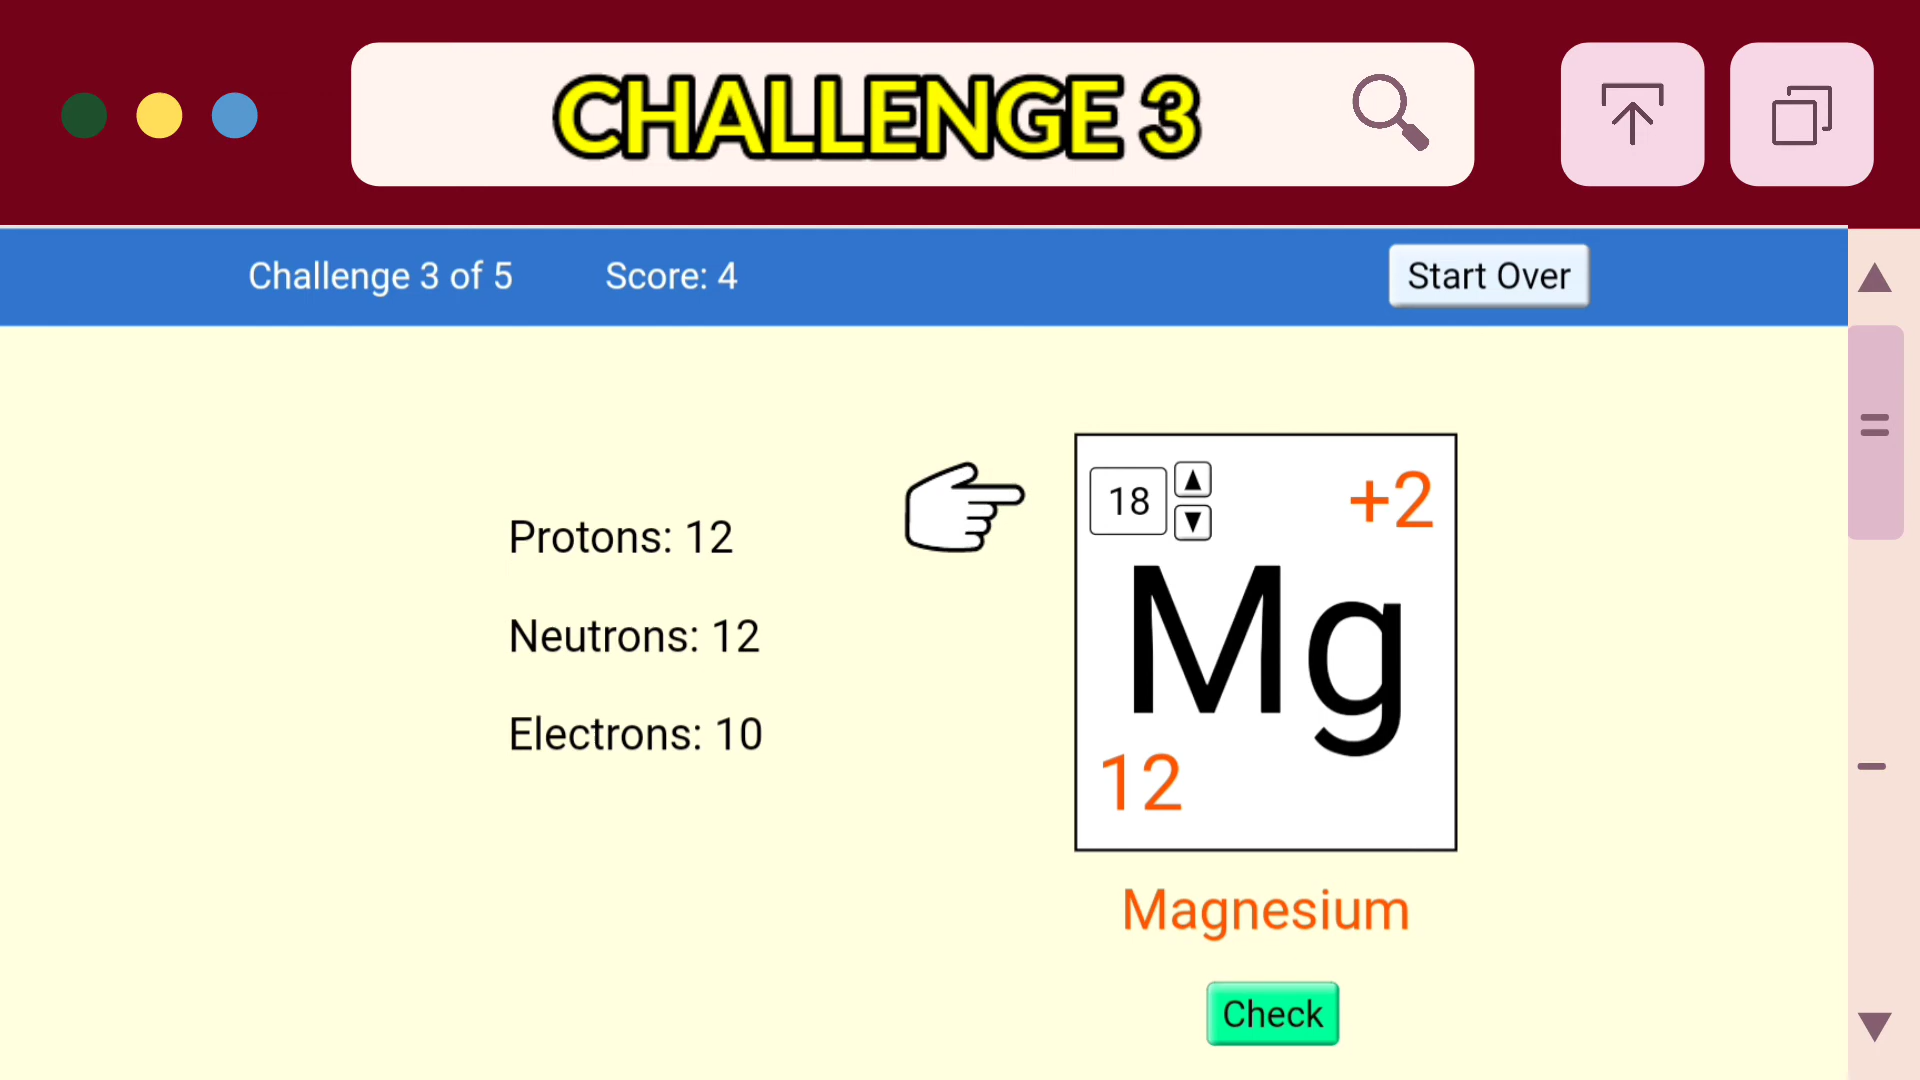 CHALLENGE 3
Challenge 3 of 5 Score: 4 Start Over
Protons: 12
Neutrons: 12
Electrons: 10
18 +2
Mg
12
Magnesium
Check